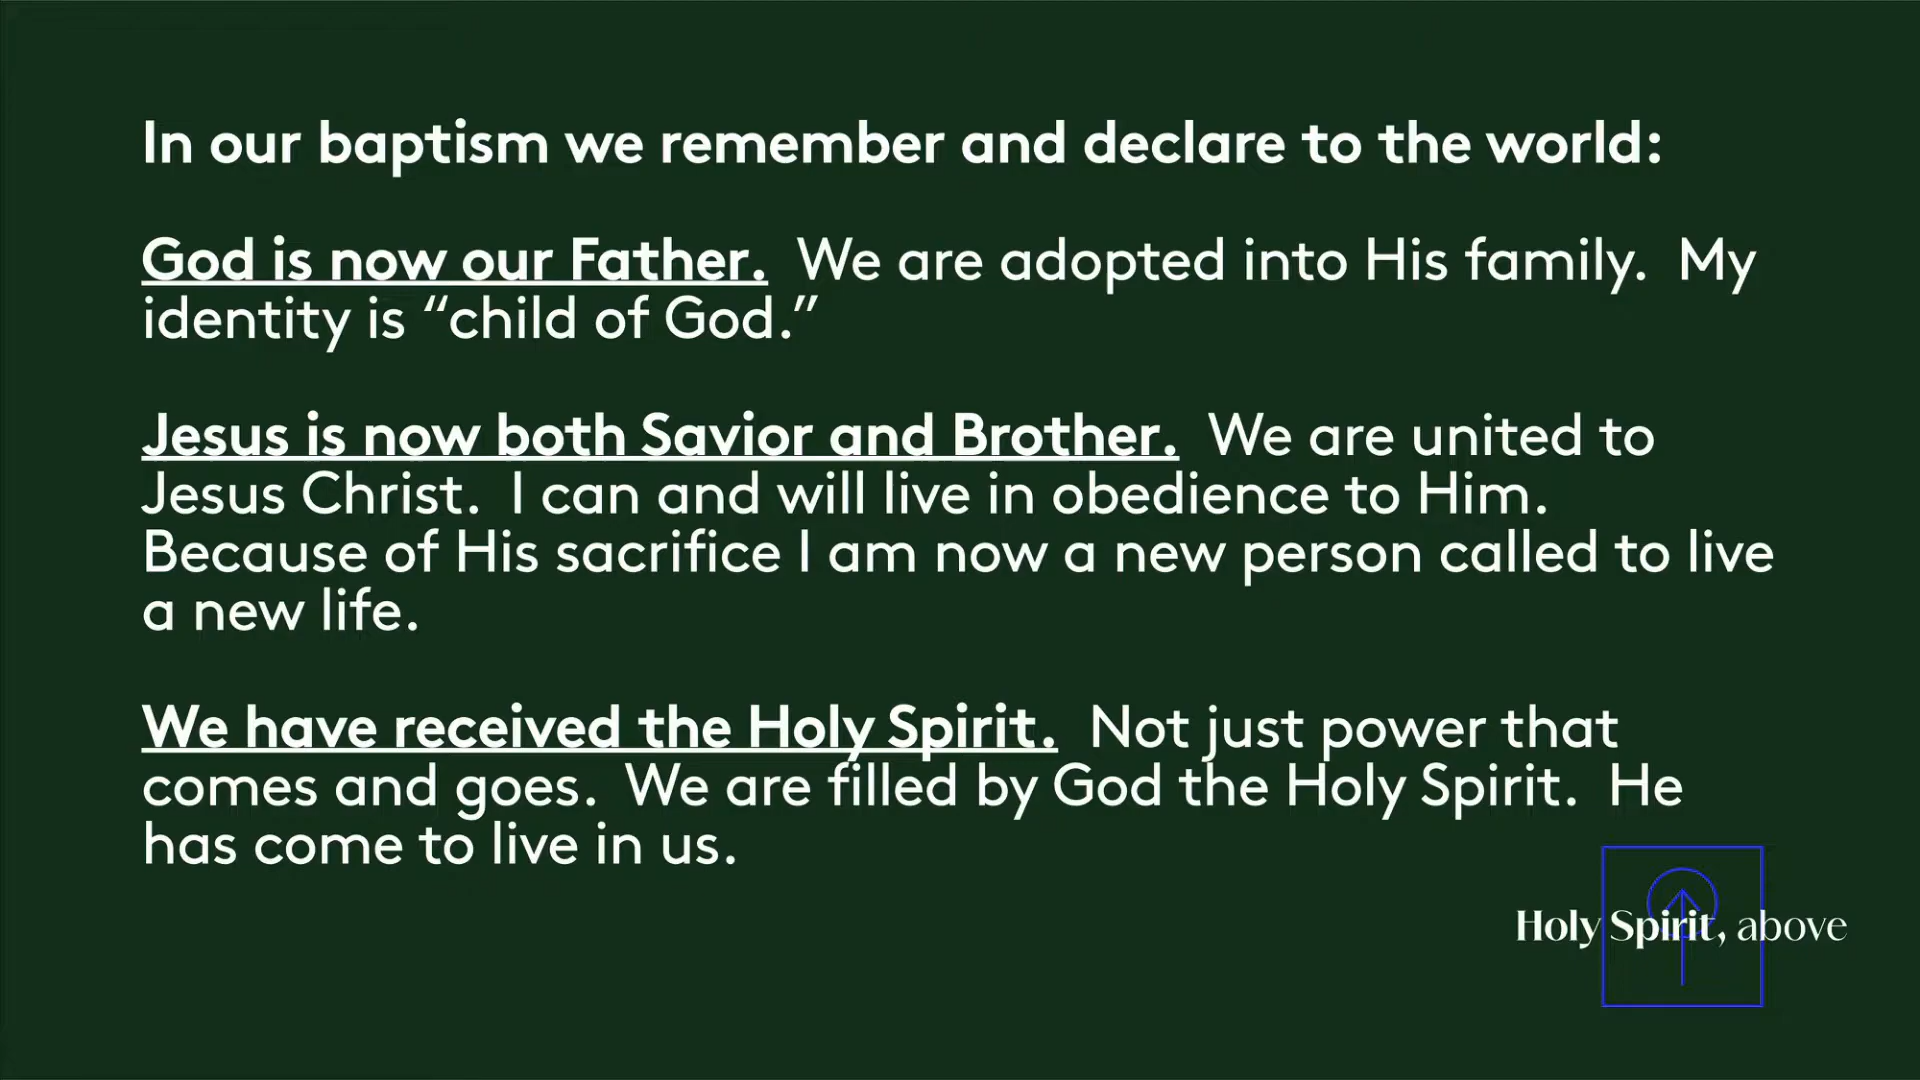 In our baptism we remember and declare to the world:
God is now our Father.  We are adopted into His family.  My
identity is “child of God.”
Jesus is now both Savior and Brother.  We are united to
Jesus Christ.  I can and will live in obedience to Him.
Because of His sacrifice I am now a new person called to live
a new life.
We have received the Holy Spirit.  Not just power that
comes and goes.  We are filled by God the Holy Spirit.  He
has come to live in us.
Holy Spirit, above